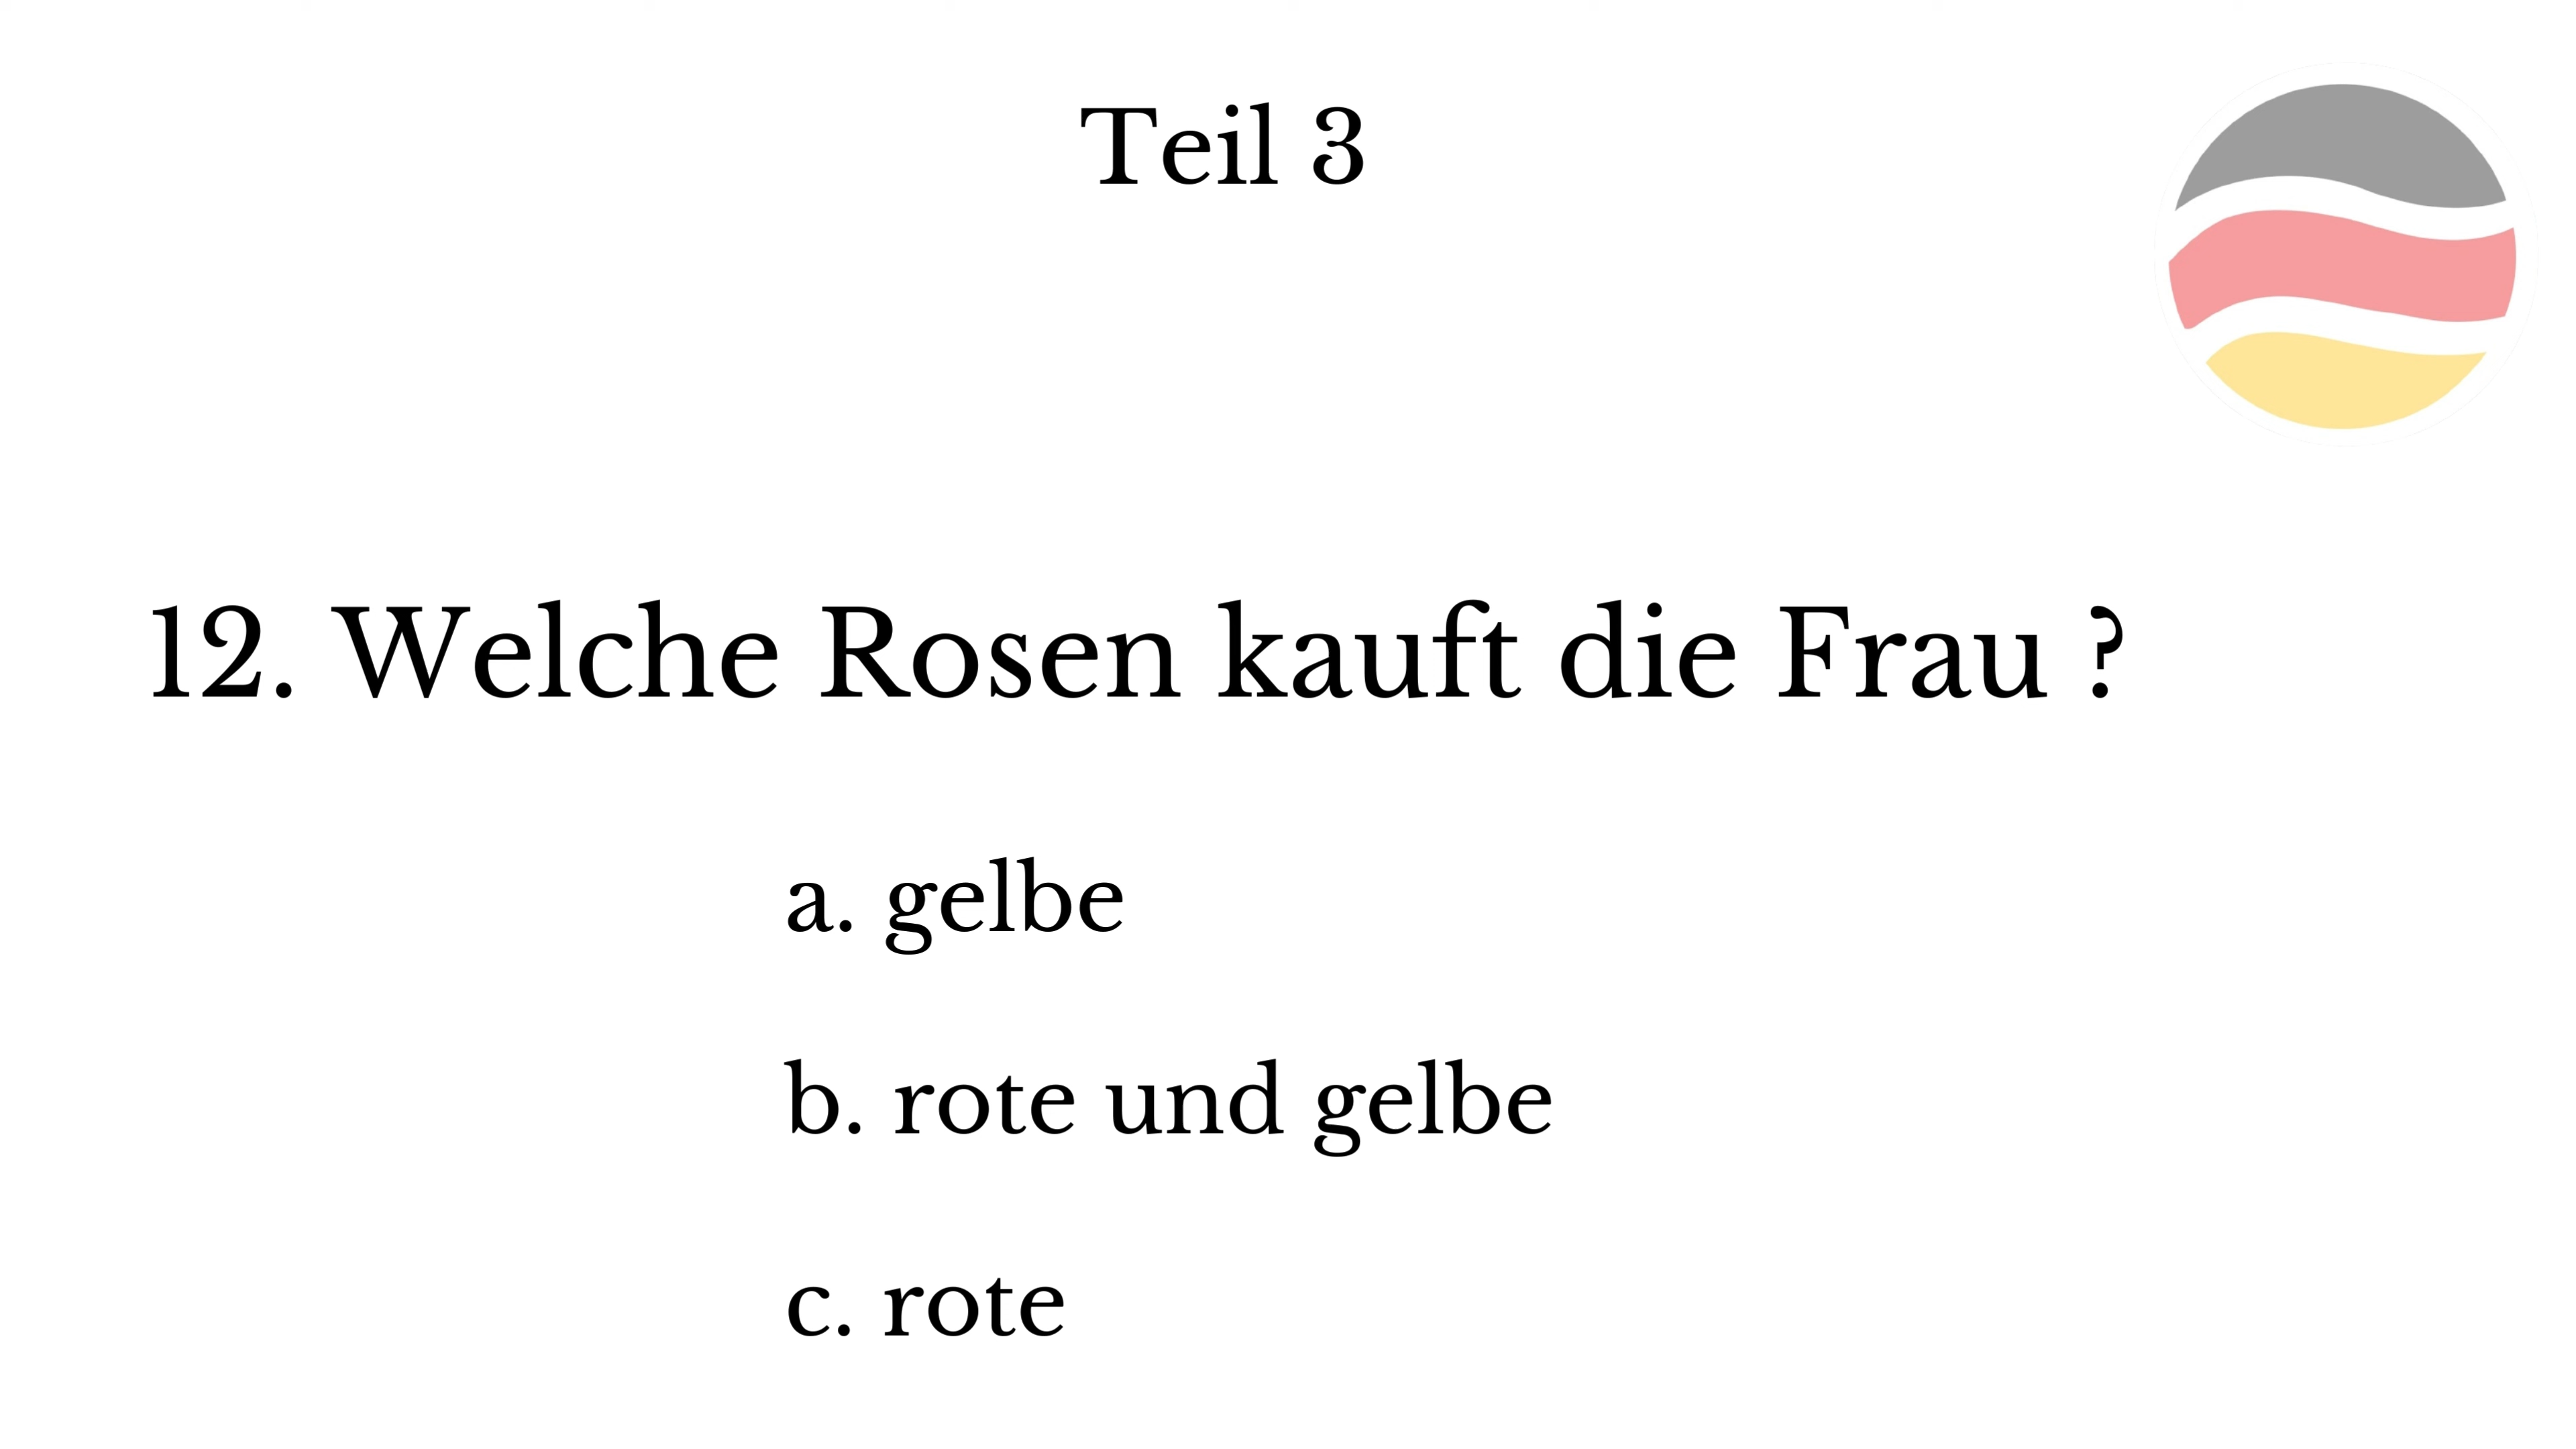 Teil 3
12. Welche Rosen kauft die Frau ?
a. gelbe
b. rote und gelbe
c. rote